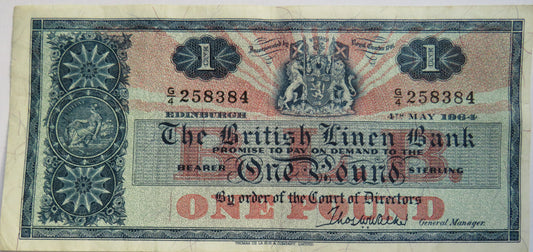 1 Incorporated by Royal Charter 1746 1
G/4 258384 G/4 258384
EDINBURGH 4TH MAY 1964
The British Linen Bank
PROMISE TO PAY ON DEMAND TO THE
BEARER One Pound STERLING
By order of the Court of Directors
ONE POUND
General Manager.
THOMAS DE LA RUE & COMPANY, LIMITED.